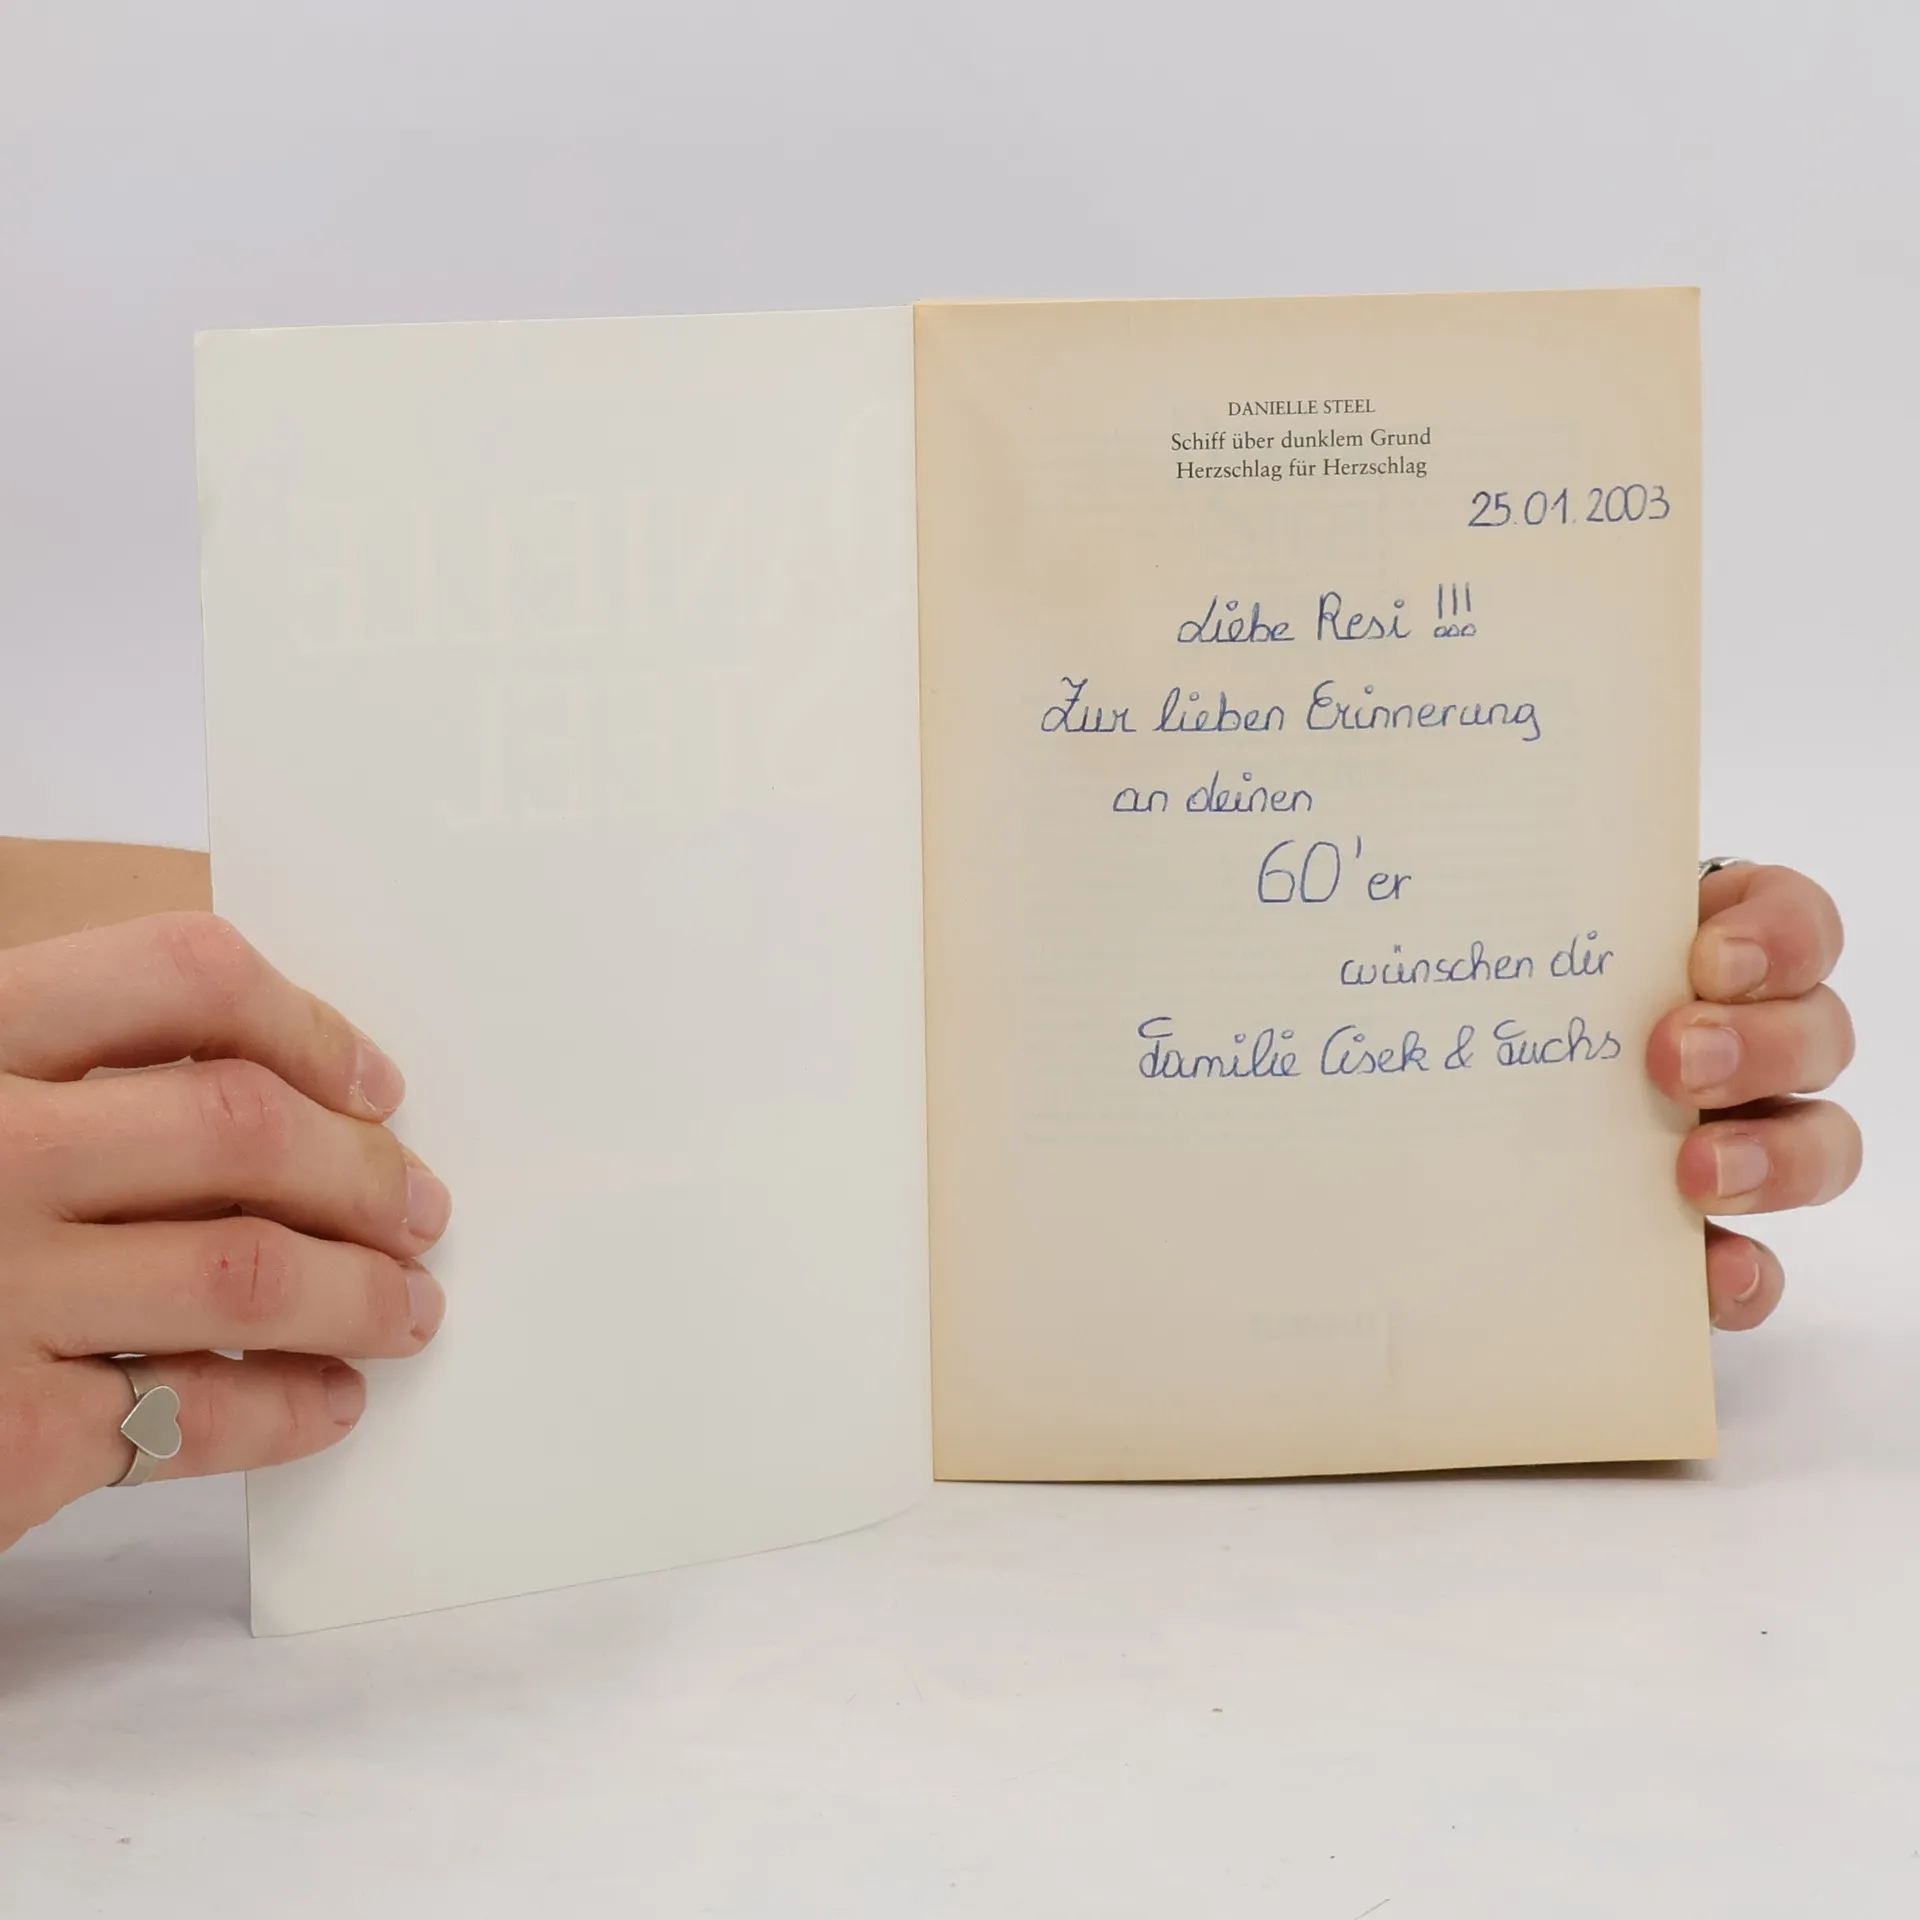 DANIELLE STEEL
Schiff über dunklem Grund
Herzschlag für Herzschlag
25.01.2003
Liebe Resi !!!
Zur lieben Erinnerung
an deinen
60'er
wünschen dir
Familie Cisek & Fuchs